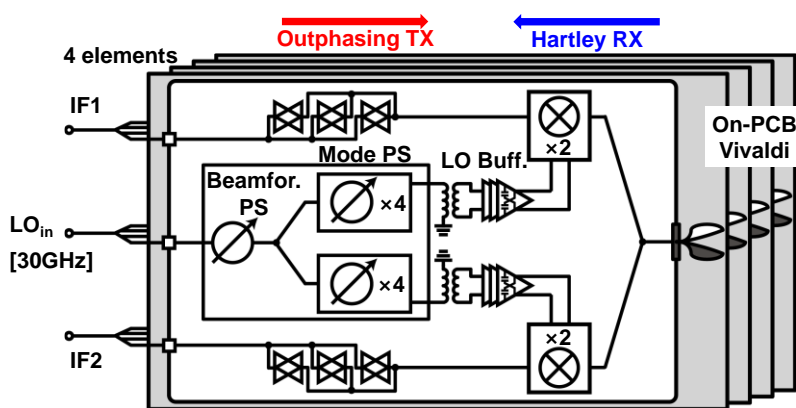 Outphasing TX
Hartley RX
4 elements
IF1
On-PCB
Vivaldi
×2
Mode PS
LO Buff.
Beamfor.
PS
×4
LOin
[30GHz]
×4
×2
IF2